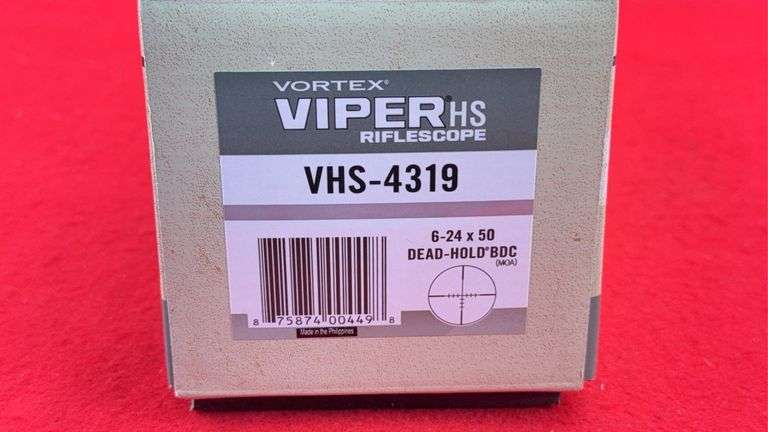 VORTEX®
VIPER® HS
RIFLESCOPE
VHS-4319
6-24 x 50
DEAD-HOLD® BDC
(MOA)
8 75874 00449 8
Made in the Philippines